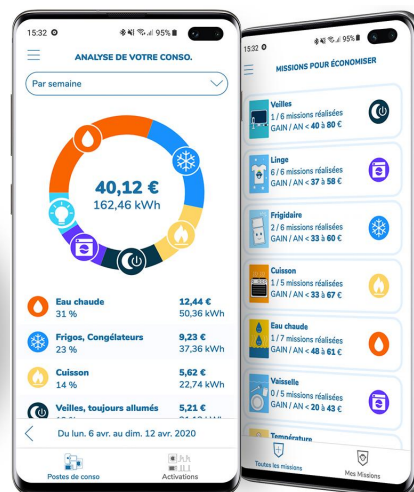 15:32
95%
ANALYSE DE VOTRE CONSO.
Par semaine
40,12 €
162,46 kWh
Eau chaude 12,44 €
31 % 50,36 kWh
Frigos, Congélateurs 9,23 €
23 % 37,36 kWh
Cuisson 5,62 €
14 % 22,74 kWh
Veilles, toujours allumés 5,21 €
Du lun. 6 avr. au dim. 12 avr. 2020
Postes de conso Activations
15:32
95%
MISSIONS POUR ÉCONOMISER
Veilles
1 / 6 missions réalisées
GAIN / AN < 40 à 80 €
Linge
6 / 6 missions réalisées
GAIN / AN < 37 à 58 €
Frigidaire
2 / 6 missions réalisées
GAIN / AN < 33 à 60 €
Cuisson
1 / 5 missions réalisées
GAIN / AN < 33 à 67 €
Eau chaude
1 / 7 missions réalisées
GAIN / AN < 48 à 61 €
Vaisselle
0 / 5 missions réalisées
GAIN / AN < 20 à 43 €
Température
Toutes les missions Mes Missions